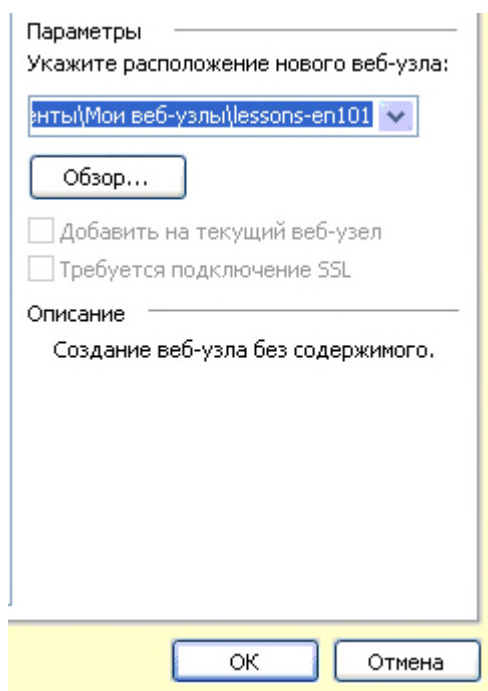 Параметры
Укажите расположение нового веб-узла:
енты\Мои веб-узлы\lessons-en101
Обзор...
Добавить на текущий веб-узел
Требуется подключение SSL
Описание
Создание веб-узла без содержимого.
ОК
Отмена